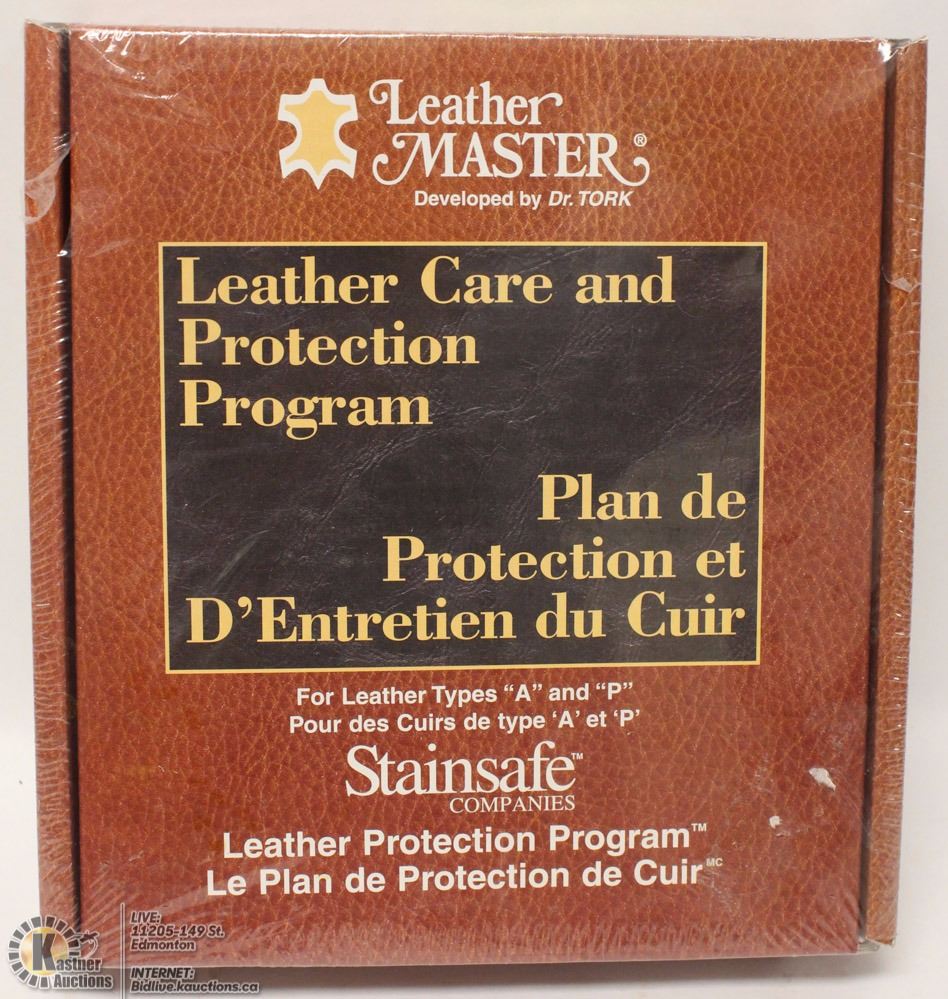 Leather
MASTER®
Developed by Dr. TORK
Leather Care and
Protection
Program
Plan de
Protection et
D'Entretien du Cuir
For Leather Types “A” and “P”
Pour des Cuirs de type ‘A’ et ‘P’
Stainsafe™
COMPANIES
Leather Protection Program™
Le Plan de Protection de Cuir MC
Kastner
Auctions
LIVE:
11205-149 St.
Edmonton
INTERNET:
Bidlive.kauctions.ca